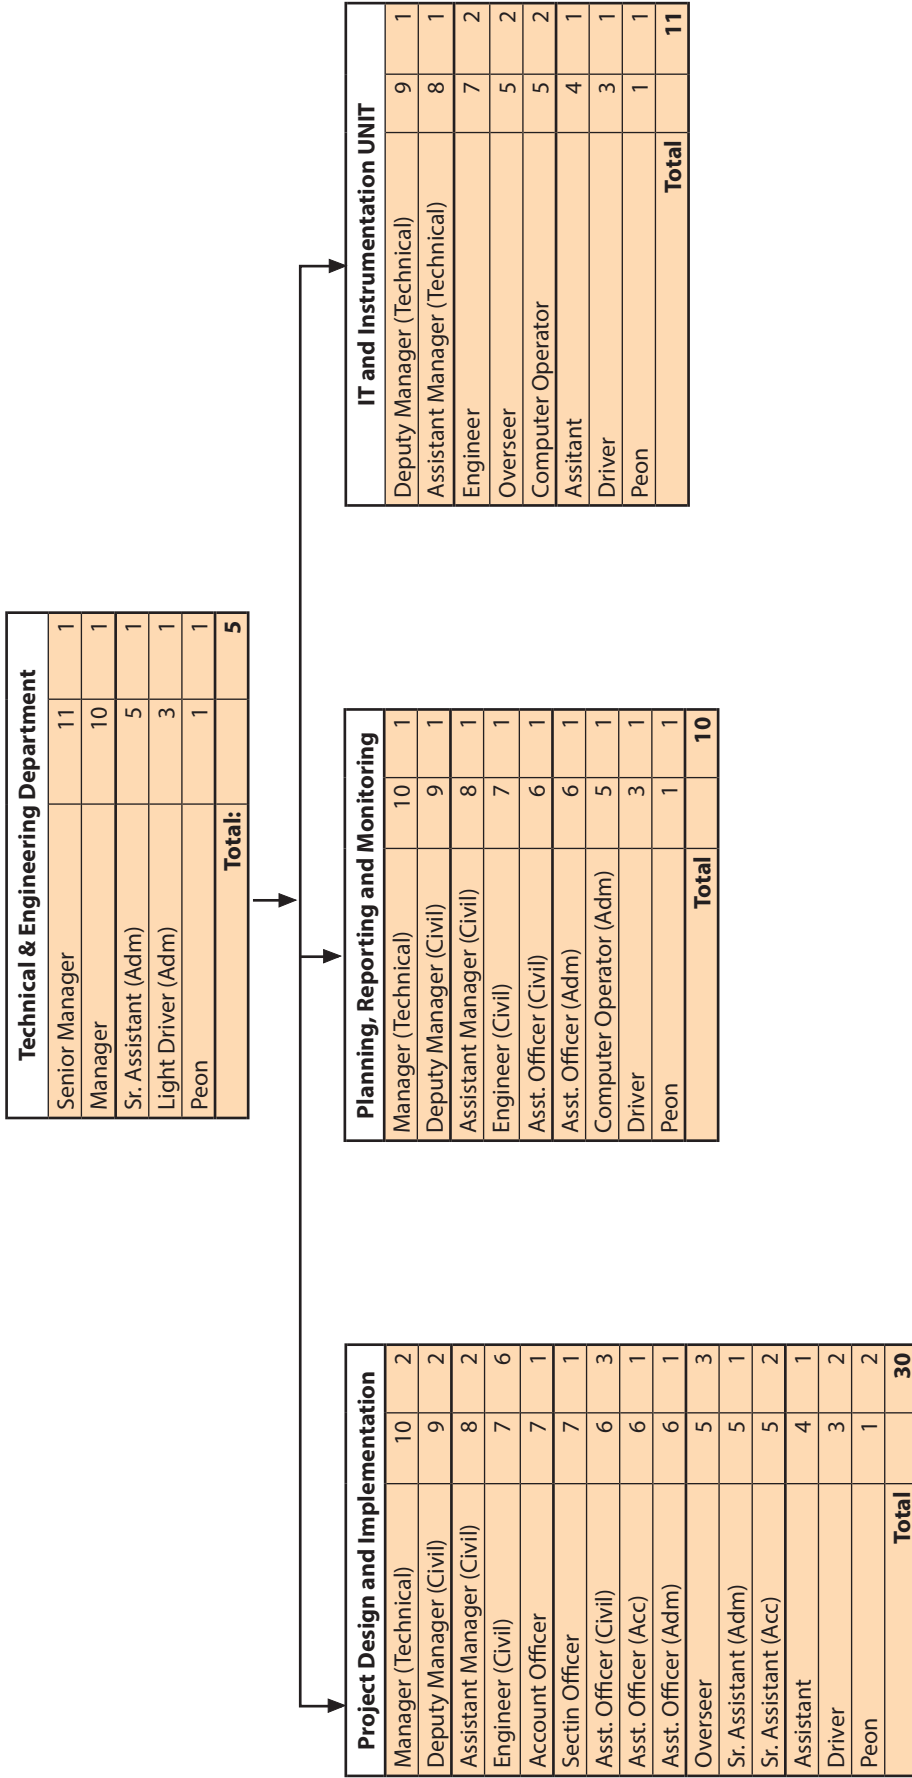 Technical & Engineering Department
Senior Manager 11 1
Manager 10 1
Sr. Assistant (Adm) 5 1
Light Driver (Adm) 3 1
Peon 1 1
Total: 5
Project Design and Implementation
Manager (Technical) 10 2
Deputy Manager (Civil) 9 2
Assistant Manager (Civil) 8 2
Engineer (Civil) 7 6
Account Officer 7 1
Sectin Officer 7 1
Asst. Officer (Civil) 6 3
Asst. Officer (Acc) 6 1
Asst. Officer (Adm) 6 1
Overseer 5 3
Sr. Assistant (Adm) 5 1
Sr. Assistant (Acc) 5 2
Assistant 4 1
Driver 3 2
Peon 1 2
Total 30
Planning, Reporting and Monitoring
Manager (Technical) 10 1
Deputy Manager (Civil) 9 1
Assistant Manager (Civil) 8 1
Engineer (Civil) 7 1
Asst. Officer (Civil) 6 1
Asst. Officer (Adm) 6 1
Computer Operator (Adm) 5 1
Driver 3 1
Peon 1 1
Total 10
IT and Instrumentation UNIT
Deputy Manager (Technical) 9 1
Assistant Manager (Technical) 8 1
Engineer 7 2
Overseer 5 2
Computer Operator 5 2
Assitant 4 1
Driver 3 1
Peon 1 1
Total 11